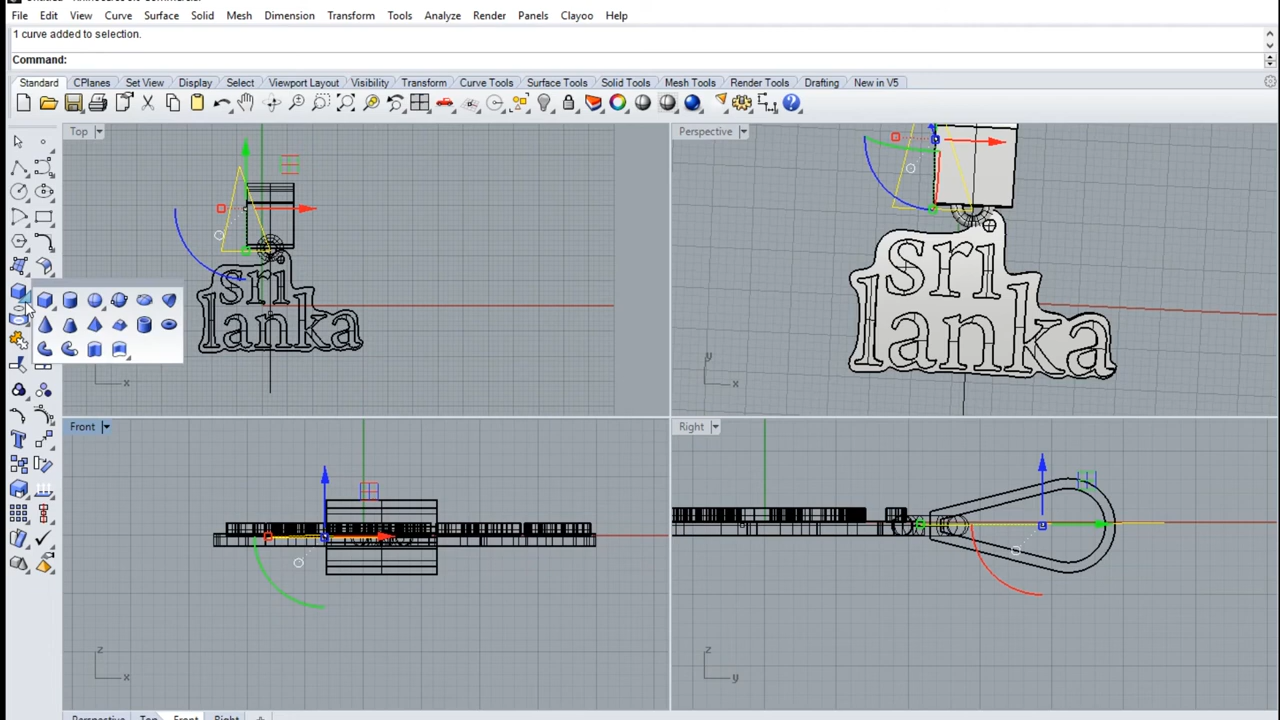 File Edit View Curve Surface Solid Mesh Dimension Transform Tools Analyze Render Panels Clayoo Help
1 curve added to selection.
Command:
Standard CPlanes Set View Display Select Viewport Layout Visibility Transform Curve Tools Surface Tools Solid Tools Mesh Tools Render Tools Drafting New in V5
Top
Perspective
sri
lanka
x
sri
lanka
y
x
Front
Right
z
x
z
y
Perspective Top Front Right